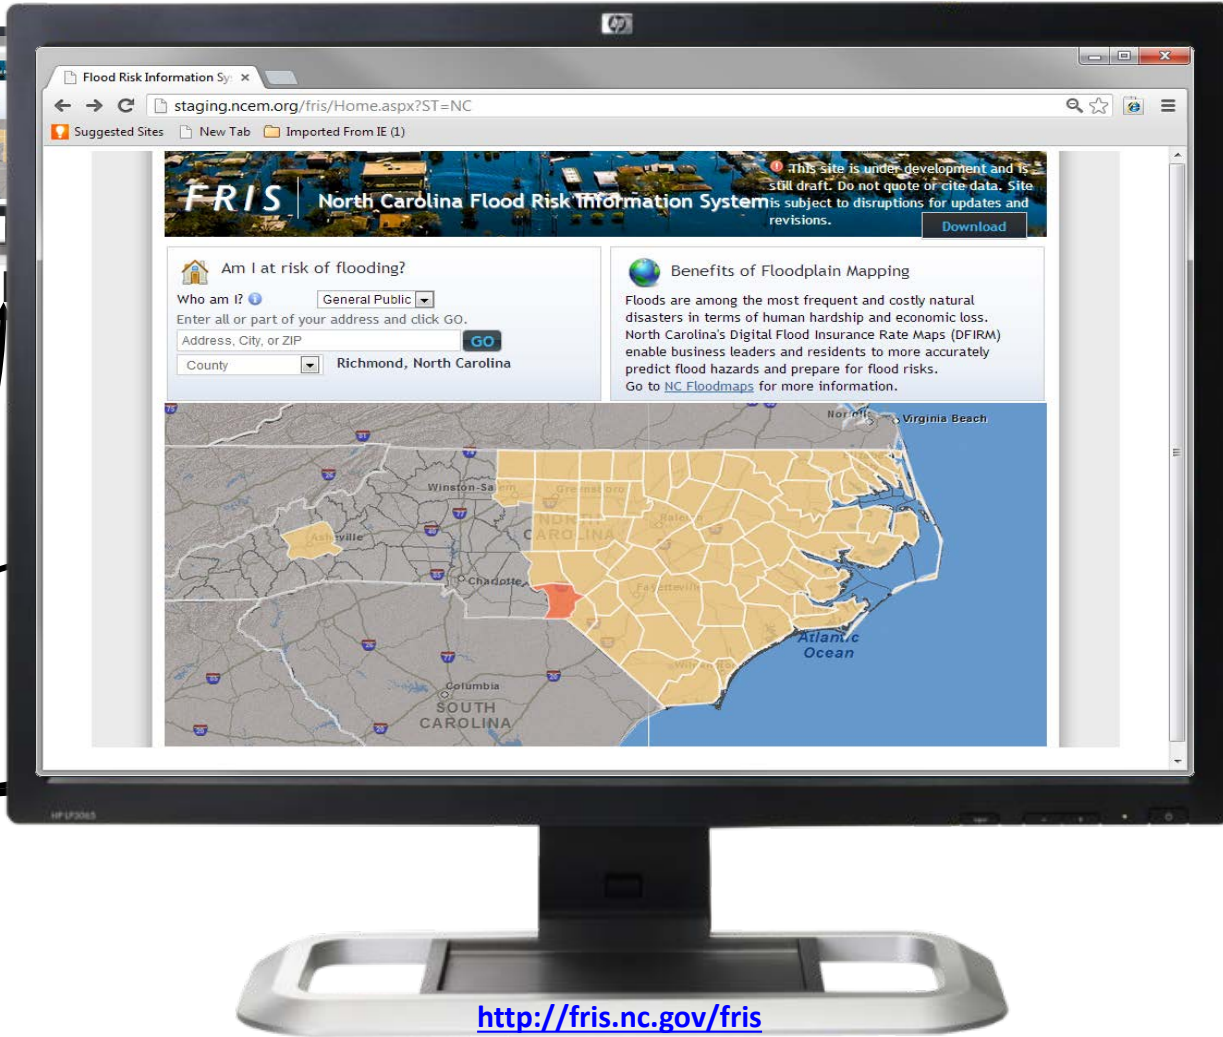 hp
Flood Risk Information Sy
staging.ncem.org/fris/Home.aspx?ST=NC
Suggested Sites New Tab Imported From IE (1)
FRIS North Carolina Flood Risk Information System
This site is under development and is
still draft. Do not quote or cite data. Site
is subject to disruptions for updates and
revisions.
Download
Am I at risk of flooding?
Who am I? General Public
Enter all or part of your address and click GO.
Address, City, or ZIP GO
County Richmond, North Carolina
Benefits of Floodplain Mapping
Floods are among the most frequent and costly natural
disasters in terms of human hardship and economic loss.
North Carolina's Digital Flood Insurance Rate Maps (DFIRM)
enable business leaders and residents to more accurately
predict flood hazards and prepare for flood risks.
Go to NC Floodmaps for more information.
Norfolk
Virginia Beach
Winston-Salem
Greensboro
NORTH
CAROLINA
Raleigh
Asheville
Charlotte
Fayetteville
Wilmington
Atlantic
Ocean
Columbia
SOUTH
CAROLINA
HP LP3065
http://fris.nc.gov/fris